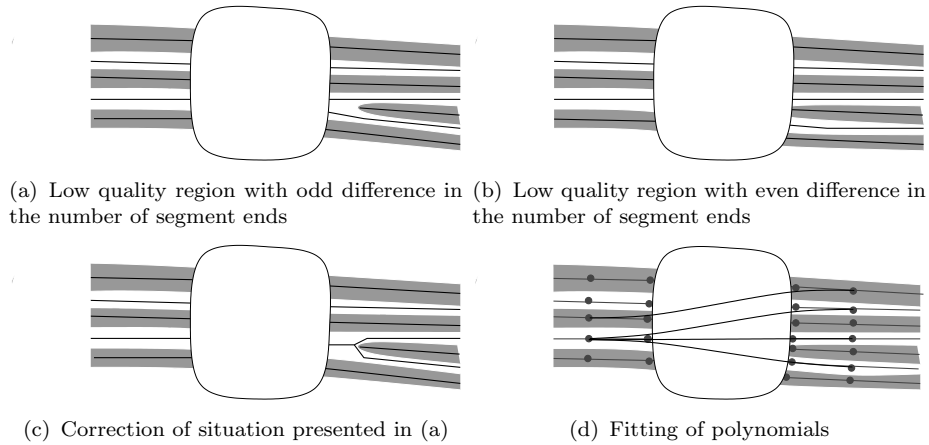 (a) Low quality region with odd difference in
the number of segment ends
(b) Low quality region with even difference in
the number of segment ends
(c) Correction of situation presented in (a)
(d) Fitting of polynomials